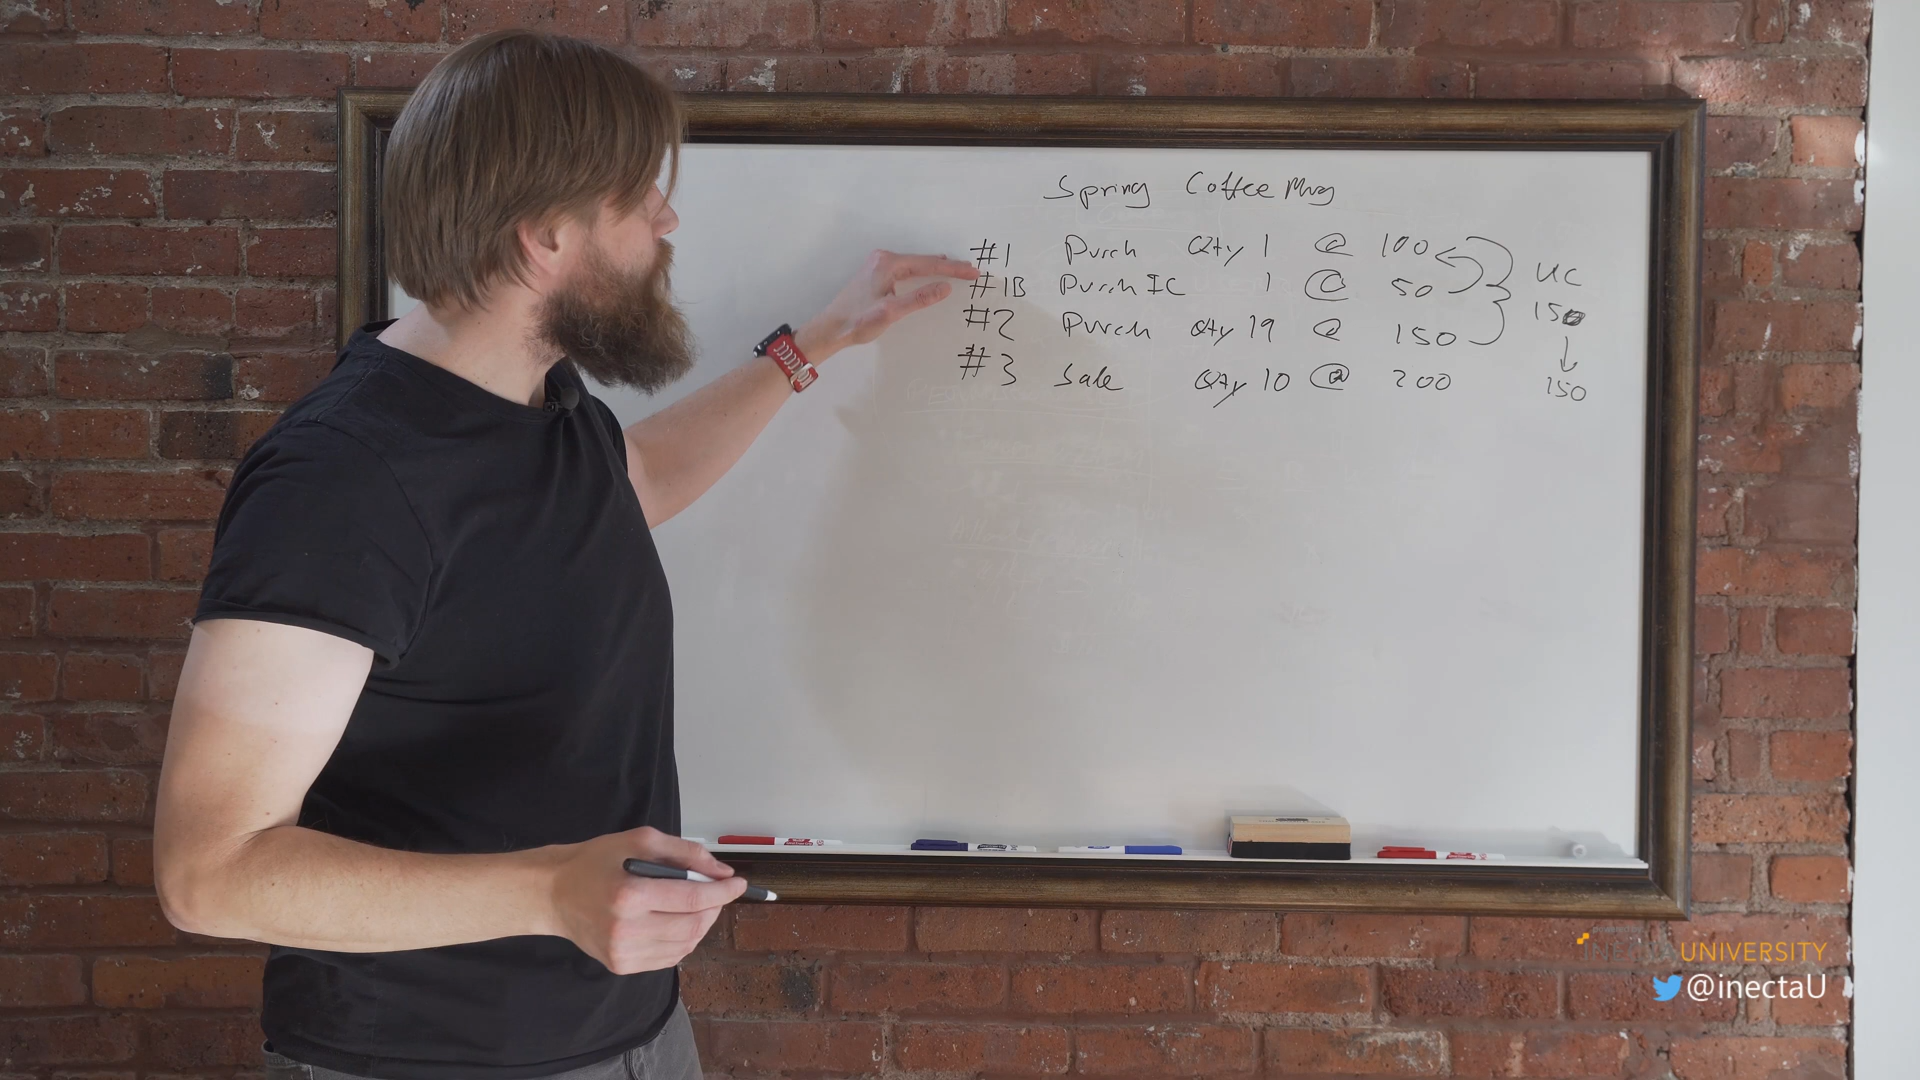 Spring Coffee Mug
#1 Purch Qty 1 @ 100
#1B Purch IC 1 @ 50
#2 Purch Qty 19 @ 150
#3 Sale Qty 10 @ 200
UC
150
↓
150
INECTA UNIVERSITY
@inectaU